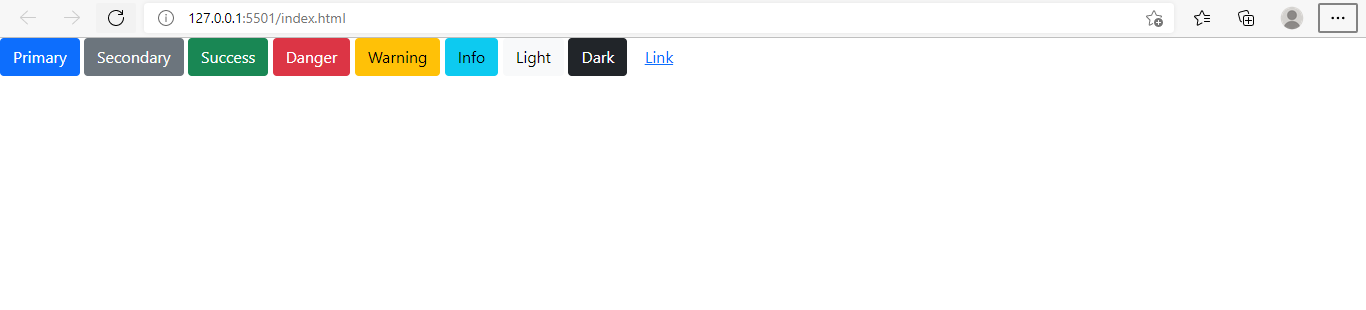 127.0.0.1:5501/index.html
Primary Secondary Success Danger Warning Info Light Dark Link